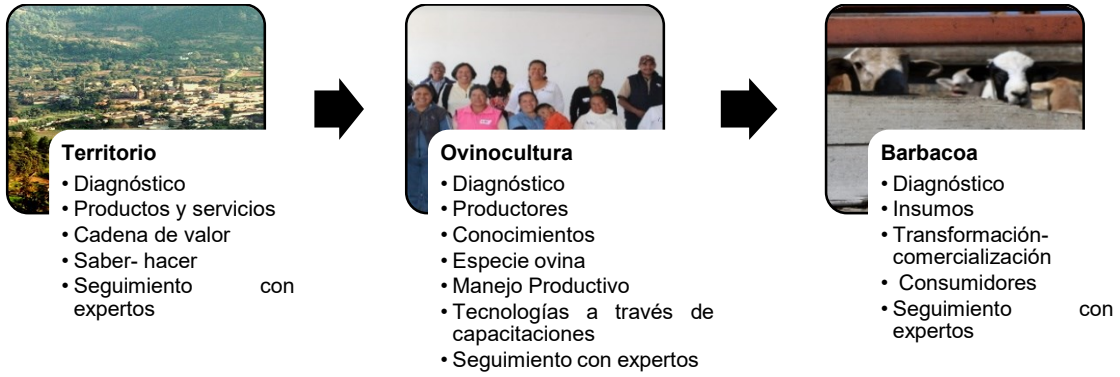 Territorio
• Diagnóstico
• Productos y servicios
• Cadena de valor
• Saber- hacer
• Seguimiento con
expertos
Ovinocultura
• Diagnóstico
• Productores
• Conocimientos
• Especie ovina
• Manejo Productivo
• Tecnologías a través de
capacitaciones
• Seguimiento con expertos
Barbacoa
• Diagnóstico
• Insumos
• Transformación-
comercialización
• Consumidores
• Seguimiento con
expertos